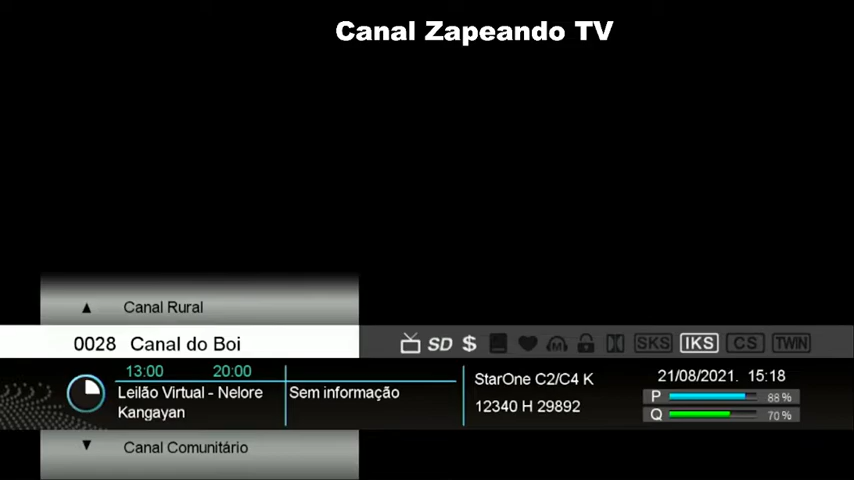 Canal Zapeando TV
▲ Canal Rural
0028 Canal do Boi SD $ SKS IKS CS TWIN
13:00 20:00
Leilão Virtual - Nelore
Kangayan
Sem informação
StarOne C2/C4 K
12340 H 29892
21/08/2021. 15:18
P 88%
Q 70%
▼ Canal Comunitário